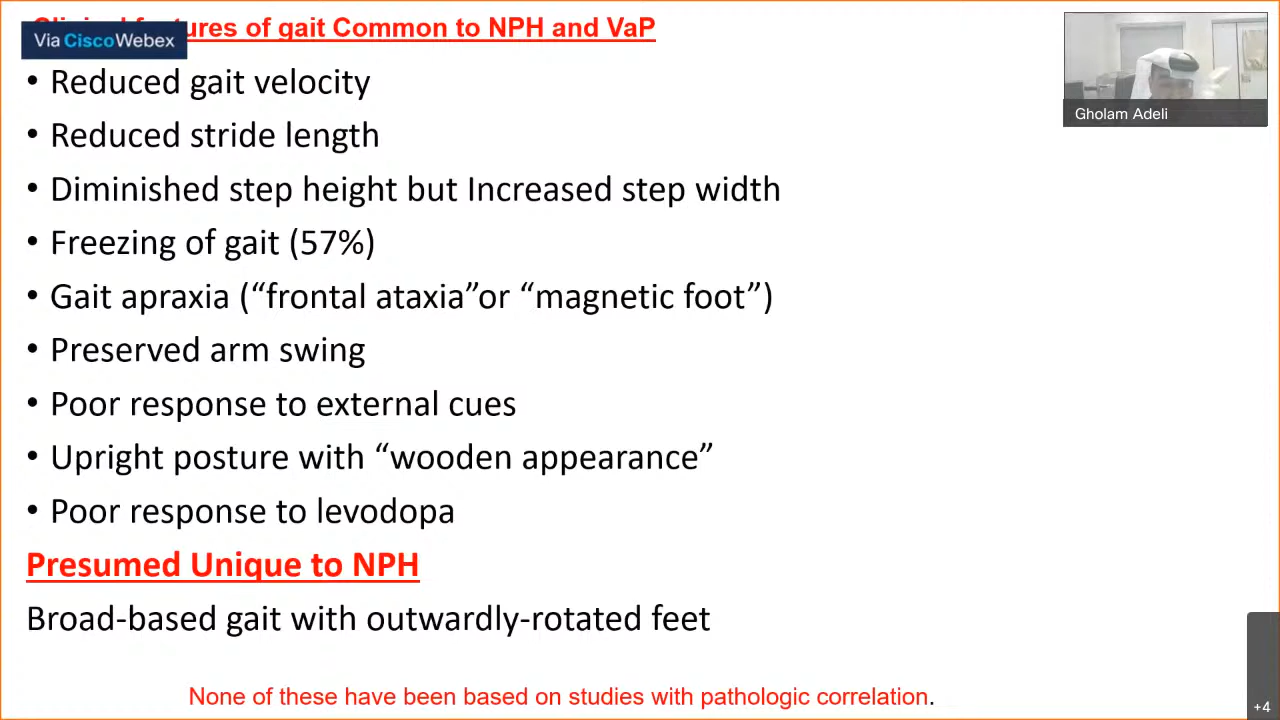 ures of gait Common to NPH and VaP
Via CiscoWebex
• Reduced gait velocity
Gholam Adeli
• Reduced stride length
• Diminished step height but Increased step width
• Freezing of gait (57%)
• Gait apraxia (“frontal ataxia”or “magnetic foot”)
• Preserved arm swing
• Poor response to external cues
• Upright posture with “wooden appearance”
• Poor response to levodopa
Presumed Unique to NPH
Broad-based gait with outwardly-rotated feet
None of these have been based on studies with pathologic correlation.
+4